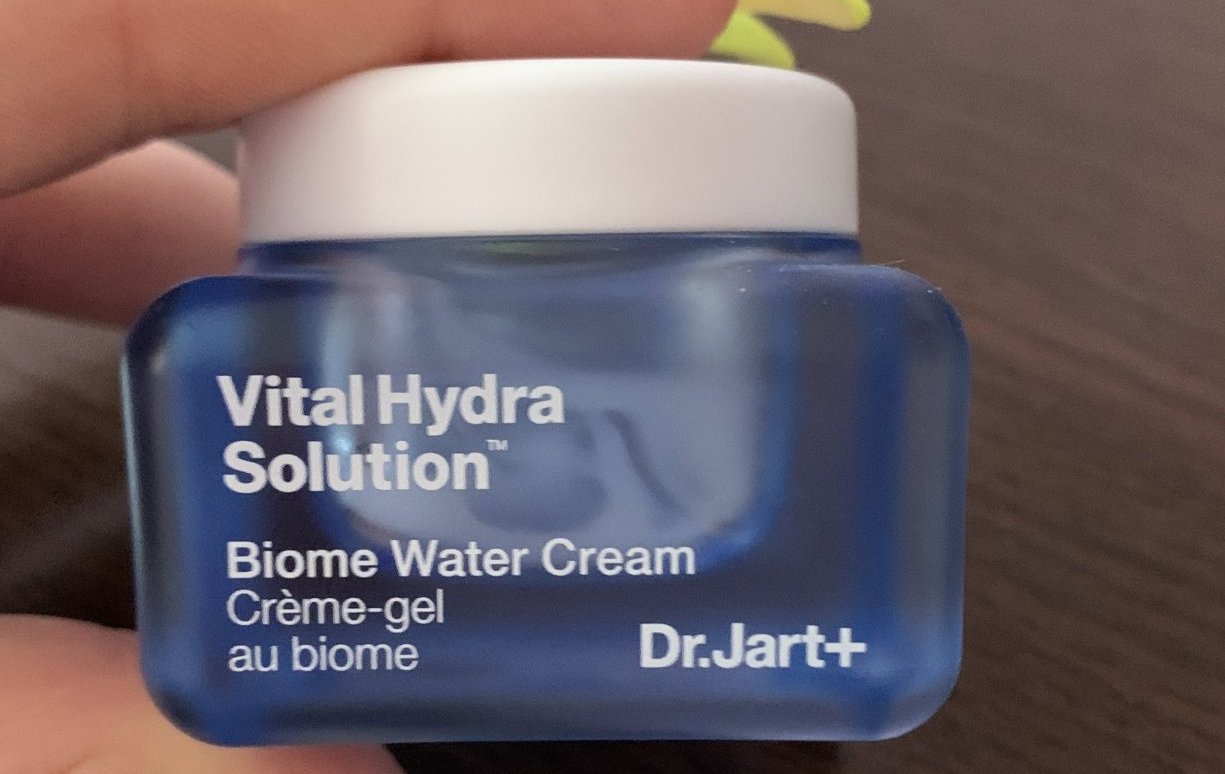 Vital Hydra
Solution™
Biome Water Cream
Crème-gel
au biome
Dr.Jart+